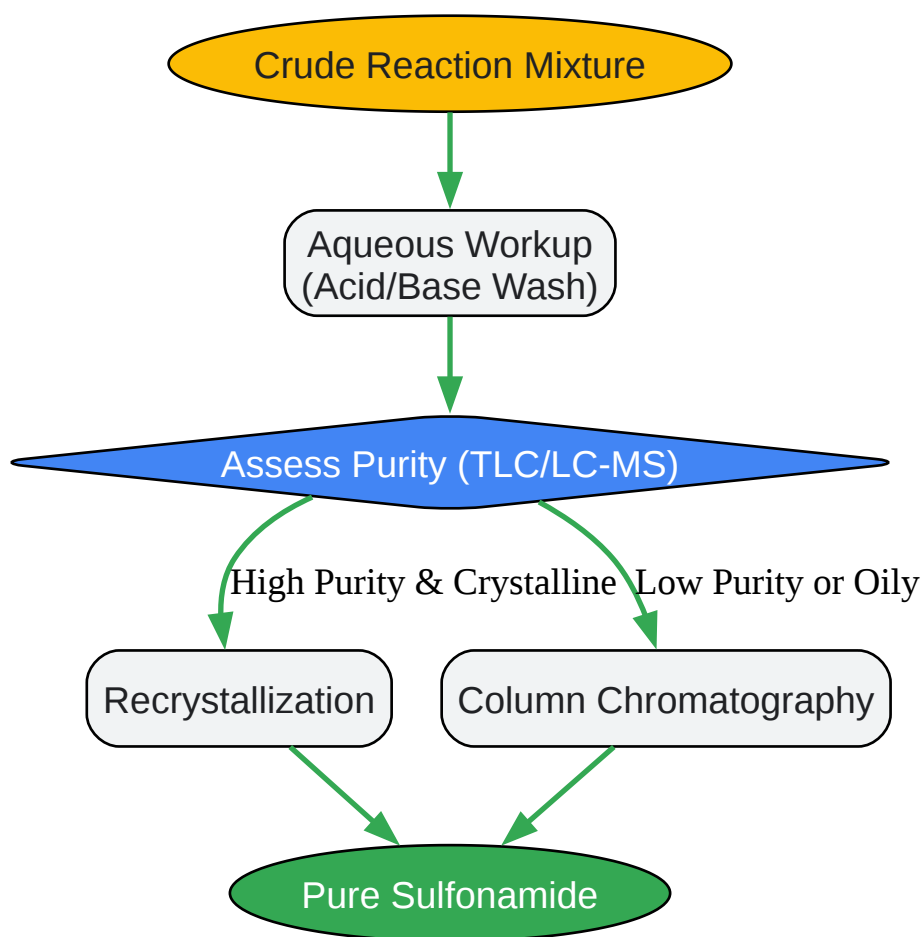 Crude Reaction Mixture
Aqueous Workup
(Acid/Base Wash)
Assess Purity (TLC/LC-MS)
High Purity & Crystalline
Low Purity or Oily
Recrystallization
Column Chromatography
Pure Sulfonamide